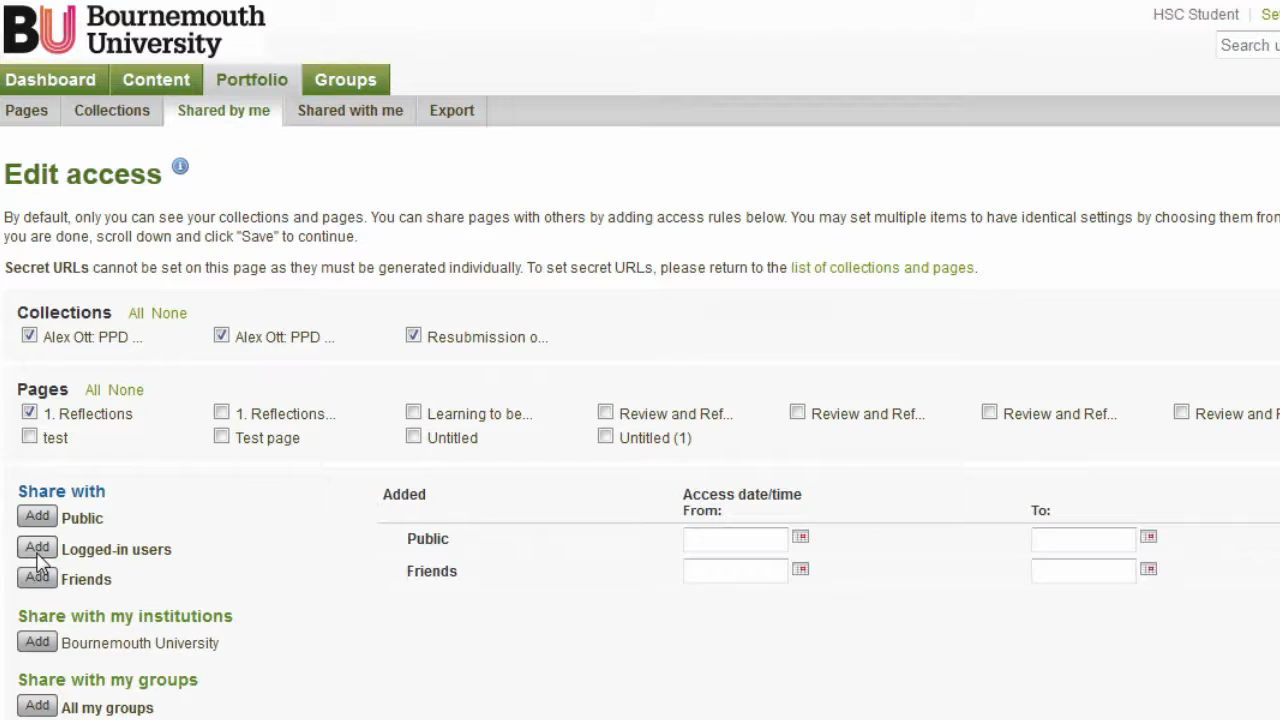 BU Bournemouth
University
HSC Student | Se
Search u
Dashboard Content Portfolio Groups
Pages Collections Shared by me Shared with me Export
Edit access
By default, only you can see your collections and pages. You can share pages with others by adding access rules below. You may set multiple items to have identical settings by choosing them from
you are done, scroll down and click "Save" to continue.
Secret URLs cannot be set on this page as they must be generated individually. To set secret URLs, please return to the list of collections and pages.
Collections All None
Alex Ott: PPD ... Alex Ott: PPD ... Resubmission o...
Pages All None
1. Reflections 1. Reflections... Learning to be... Review and Ref... Review and Ref... Review and Ref... Review and R
test Test page Untitled Untitled (1)
Share with Added Access date/time
From: To:
Add Public
Public
Add Logged-in users
Friends
Add Friends
Share with my institutions
Add Bournemouth University
Share with my groups
Add All my groups